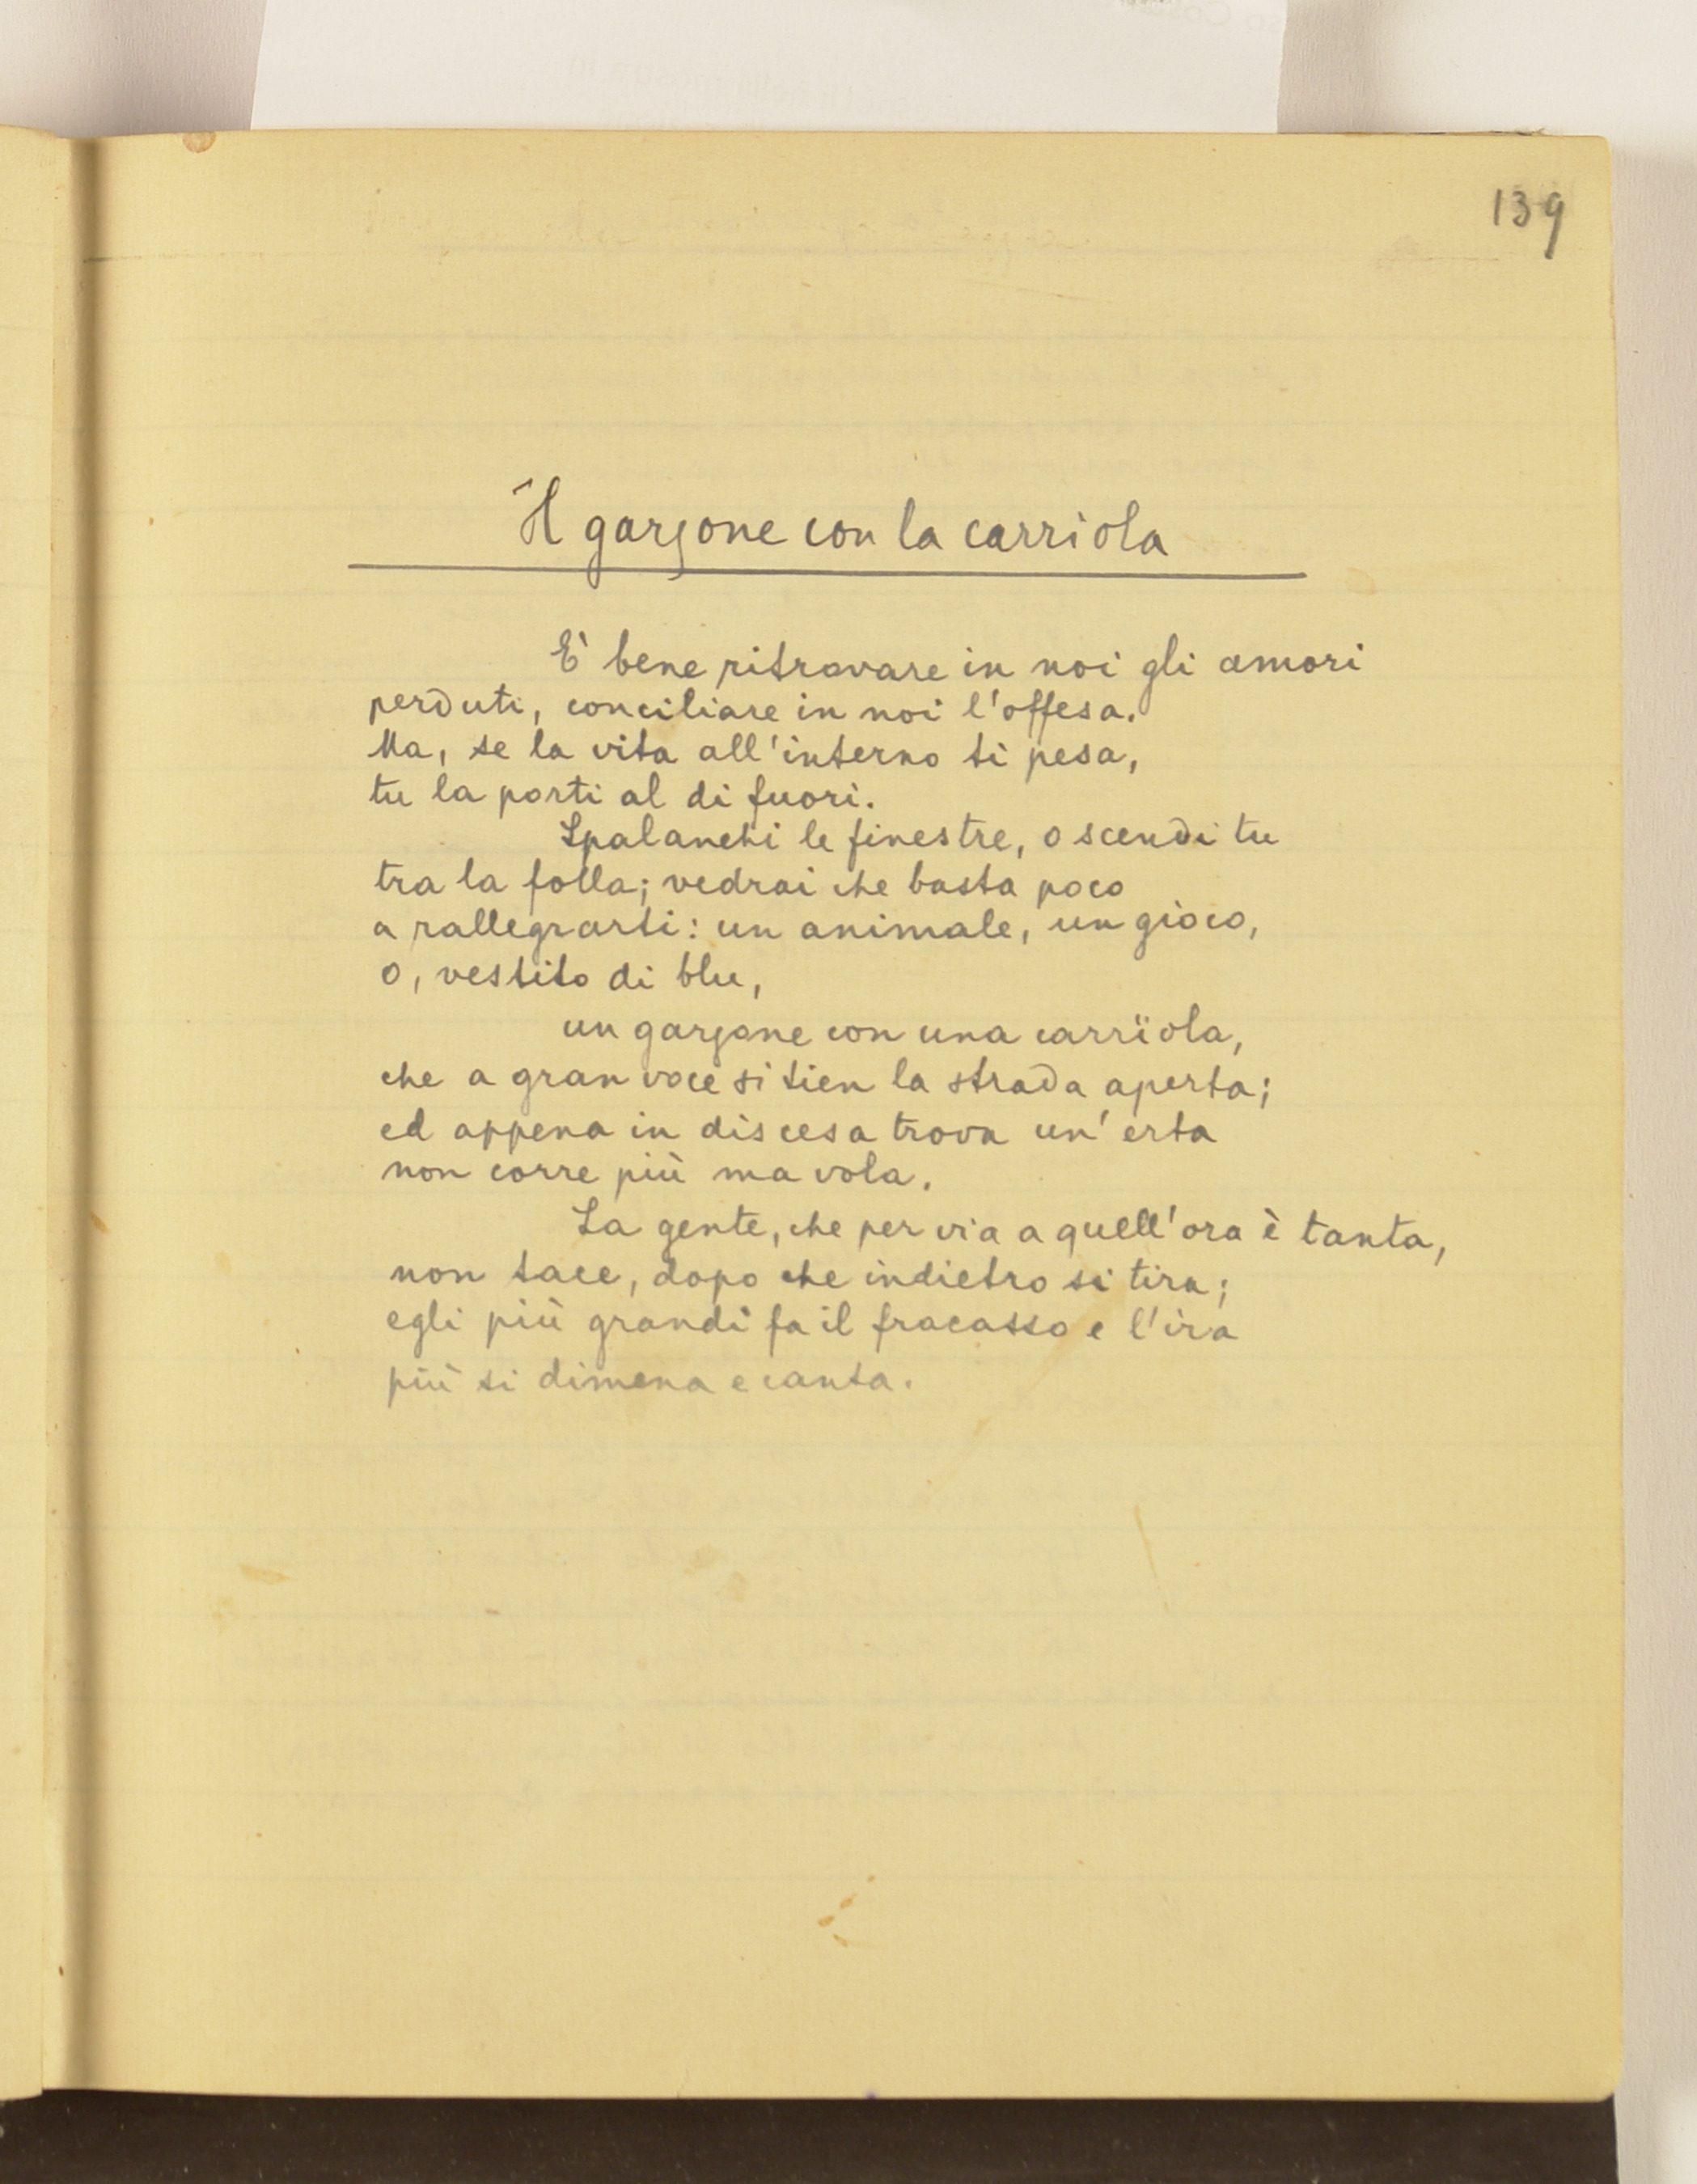 139
Il garzone con la carriola
È bene ritrovare in noi gli amori
perduti, conciliare in noi l'offesa.
Ma, se la vita all'interno ti pesa,
tu la porti al di fuori.
Spalanchi le finestre, o scendi tu
tra la folla; vedrai che basta poco
a rallegrarti: un animale, un gioco,
o, vestito di blu,
un garzone con una carrïola,
che a gran voce si tien la strada aperta;
ed appena in discesa trova un'erta
non corre più ma vola.
La gente, che per via a quell'ora è tanta,
non tace, dopo che indietro si tira;
egli più grandi fa il fracasso e l'ira
più si dimena e canta.